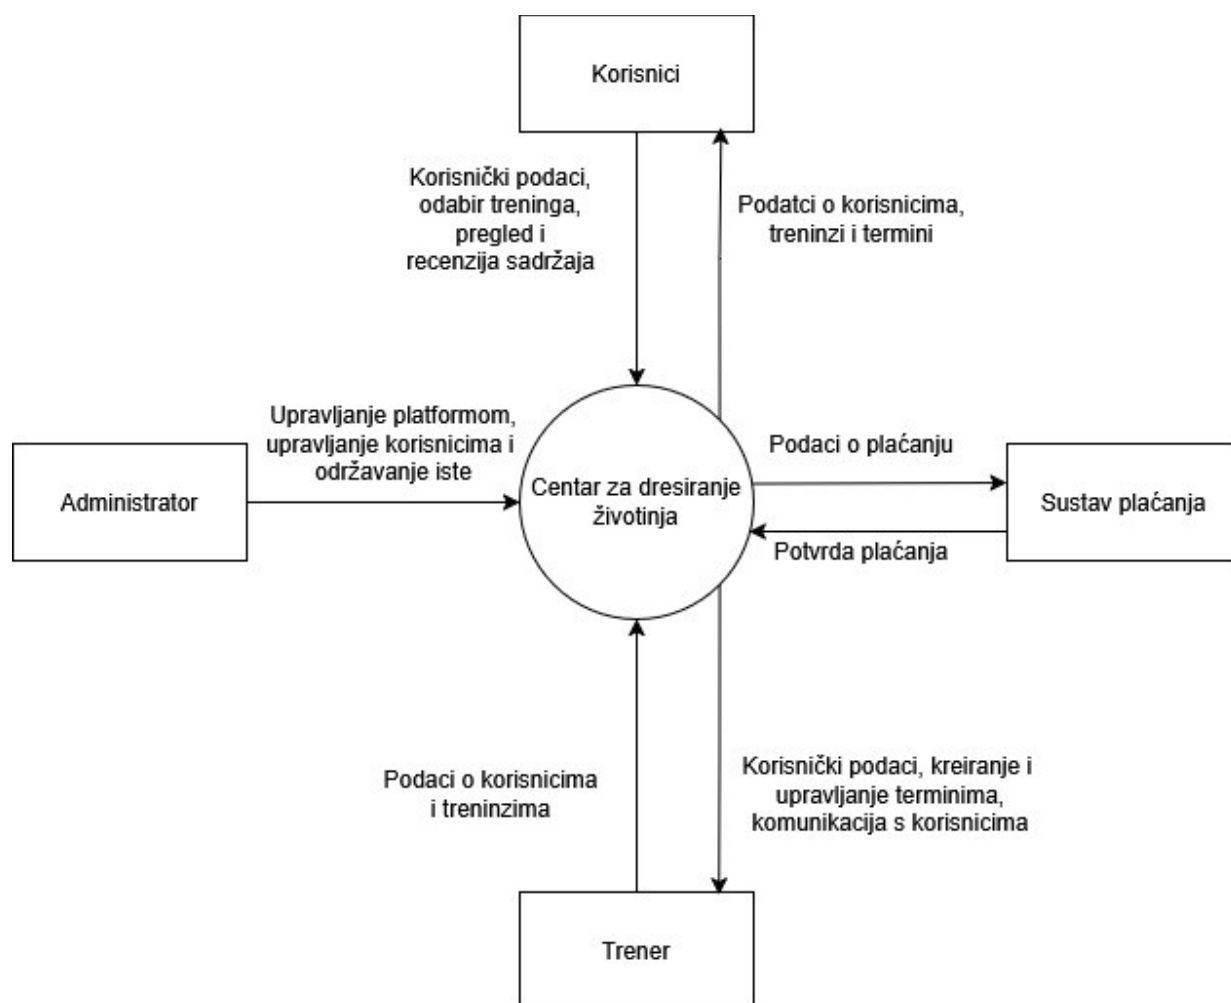 Korisnici
Korisnički podaci,
odabir treninga,
pregled i
recenzija sadržaja
Podatci o korisnicima,
treninzi i termini
Upravljanje platformom,
upravljanje korisnicima i
održavanje iste
Administrator
Centar za dresiranje
životinja
Podaci o plaćanju
Sustav plaćanja
Potvrda plaćanja
Podaci o korisnicima
i treninzima
Korisnički podaci, kreiranje i
upravljanje terminima,
komunikacija s korisnicima
Trener